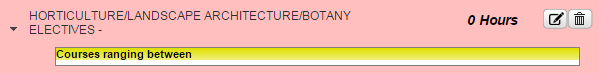 HORTICULTURE/LANDSCAPE ARCHITECTURE/BOTANY
ELECTIVES -
0 Hours
Courses ranging between